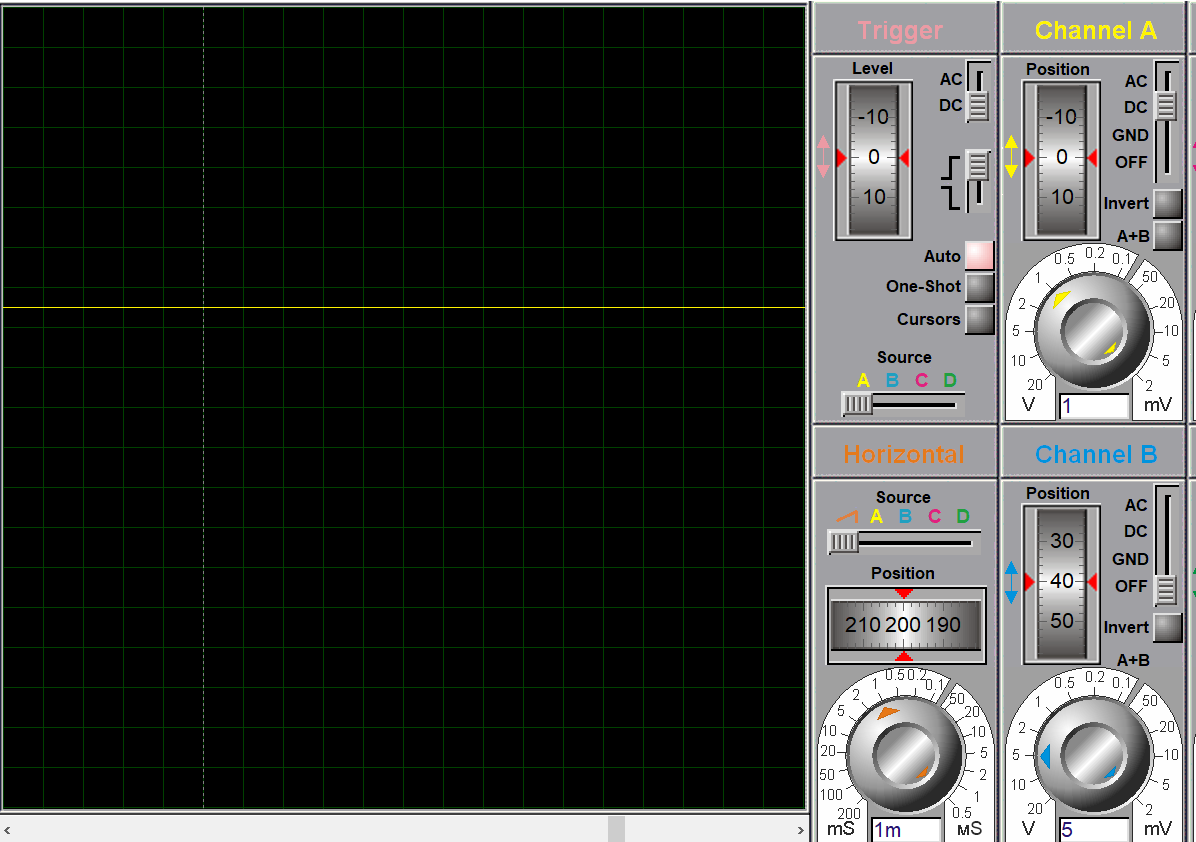 Trigger
Level
AC
DC
-10
0
10
Auto
One-Shot
Cursors
Source
A B C D
Channel A
Position
AC
DC
GND
OFF
-10
0
10
Invert
A+B
20 10 5 2 1 0.5 0.2 0.1 50 20 10 5 2
V
1
mV
Horizontal
Source
A B C D
Position
210 200 190
200 100 50 20 10 5 2 1 0.5 0.2 0.1 50 20 10 5 2 1 0.5
mS
1m
мS
Channel B
Position
AC
DC
GND
OFF
30
40
50
Invert
A+B
20 10 5 2 1 0.5 0.2 0.1 50 20 10 5 2
V
5
mV